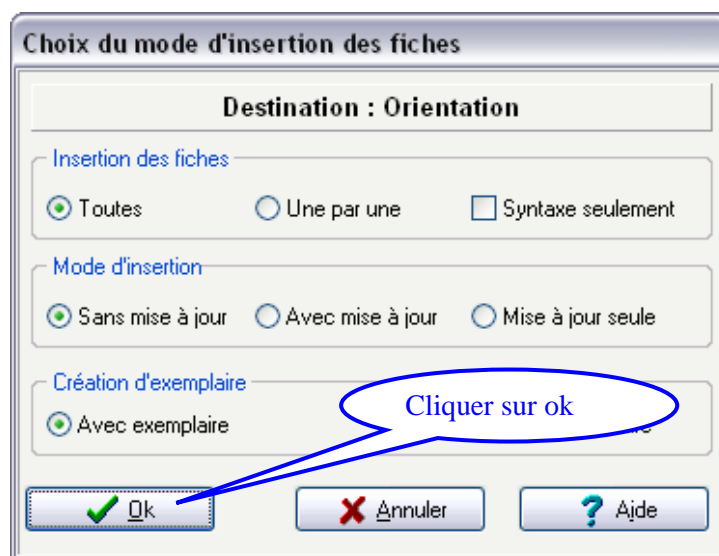 Choix du mode d'insertion des fiches
Destination : Orientation
Insertion des fiches
Toutes Une par une Syntaxe seulement
Mode d'insertion
Sans mise à jour Avec mise à jour Mise à jour seule
Création d'exemplaire
Cliquer sur ok
Avec exemplaire
Ok Annuler Aide